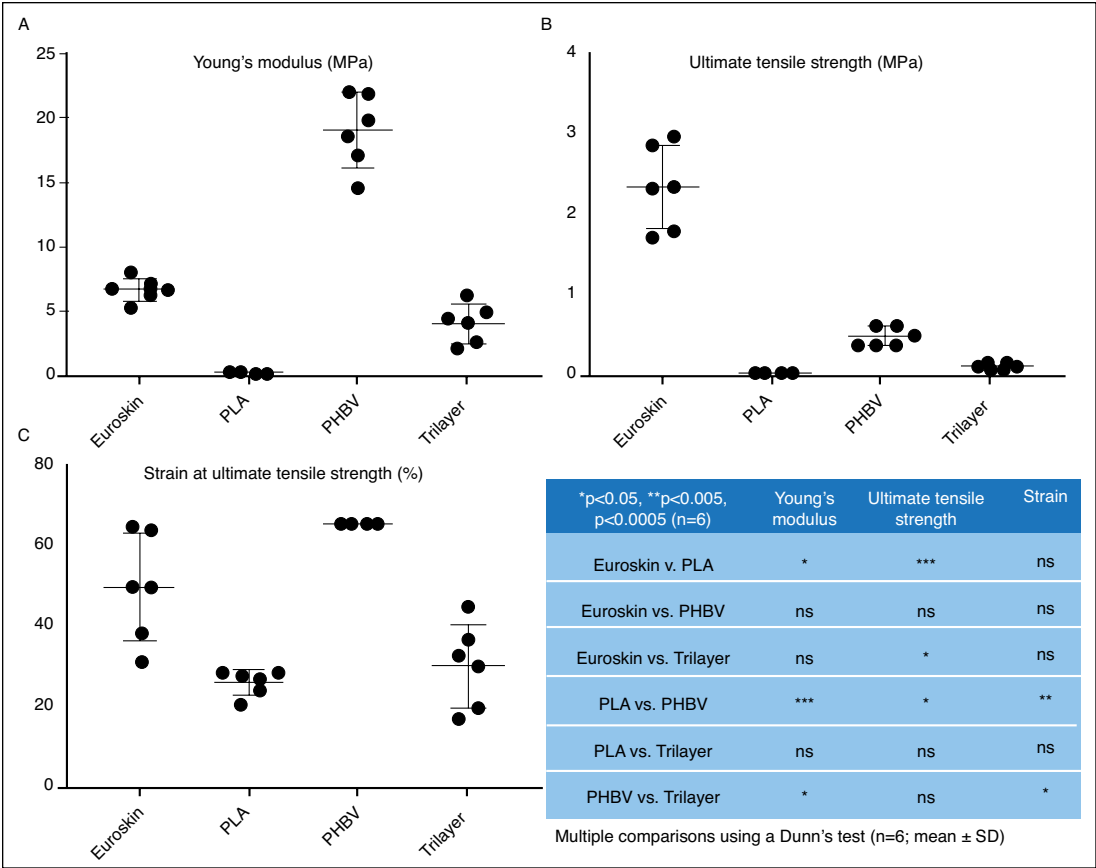 A
Young's modulus (MPa)
25
20
15
10
5
0
Euroskin
PLA
PHBV
Trilayer
B
Ultimate tensile strength (MPa)
4
3
2
1
0
Euroskin
PLA
PHBV
Trilayer
C
Strain at ultimate tensile strength (%)
80
60
40
20
0
Euroskin
PLA
PHBV
Trilayer
*p<0.05, **p<0.005, Young's Ultimate tensile Strain
p<0.0005 (n=6) modulus strength
Euroskin v. PLA * *** ns
Euroskin vs. PHBV ns ns ns
Euroskin vs. Trilayer ns * ns
PLA vs. PHBV *** * **
PLA vs. Trilayer ns ns ns
PHBV vs. Trilayer * ns *
Multiple comparisons using a Dunn's test (n=6; mean ± SD)